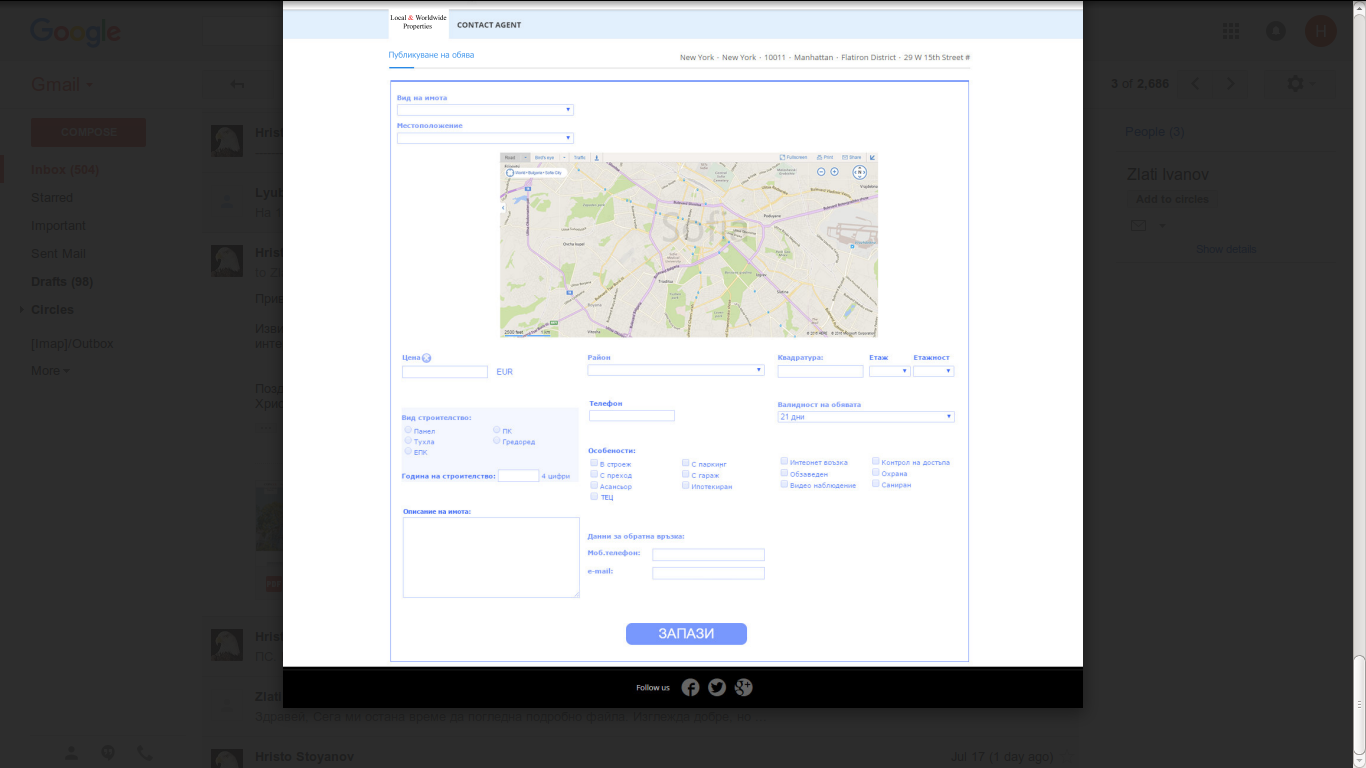 Google
Gmail
COMPOSE
Inbox (504)
Starred
Important
Sent Mail
Drafts (98)
Circles
[Imap]/Outbox
More
3 of 2,686
H
People (3)
Zlati Ivanov
Add to circles
Show details
Local & Worldwide
Properties
CONTACT AGENT
Публикуване на обява
New York - New York - 10011 - Manhattan - Flatiron District - 29 W 15th Street #
Вид на имота
Местоположение
Road Bird's eye Traffic Fullscreen Print Share
World • Bulgaria • Sofia City
Sofia
Цена
EUR
Район
Квадратура:
Етаж
Етажност
Телефон
Валидност на обявата
21 дни
Вид строителство:
Панел
ПК
Тухла
Гредоред
ЕПК
Година на строителство: 4 цифри
Особености:
В строеж
С паркинг
Интернет връзка
Контрол на достъпа
С преход
С гараж
Обзаведен
Охрана
Асансьор
Ипотекиран
Видео наблюдение
Саниран
ТЕЦ
Описание на имота:
Данни за обратна връзка:
Моб.телефон:
e-mail:
ЗАПАЗИ
Follow us
Здравей, Сега ми остана време да погледна подробно файла. Изглежда добре, но
Hristo Stoyanov
Jul 17 (1 day ago)